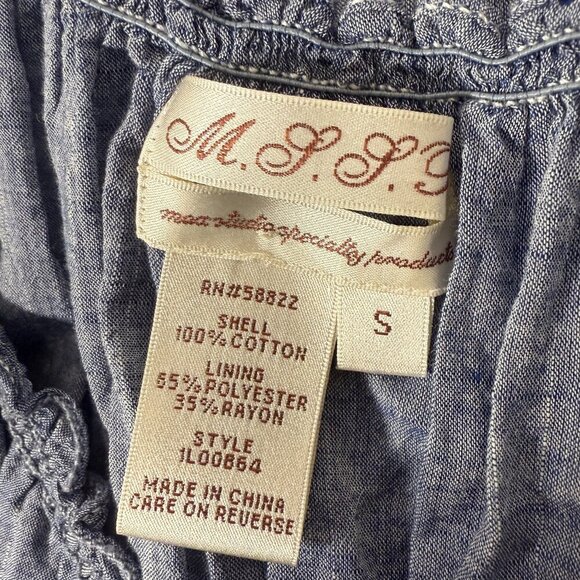 M.S.S.P
max studio specialty products
RN#58822
S
SHELL
100% COTTON
LINING
65% POLYESTER
35% RAYON
STYLE
1L00B64
MADE IN CHINA
CARE ON REVERSE